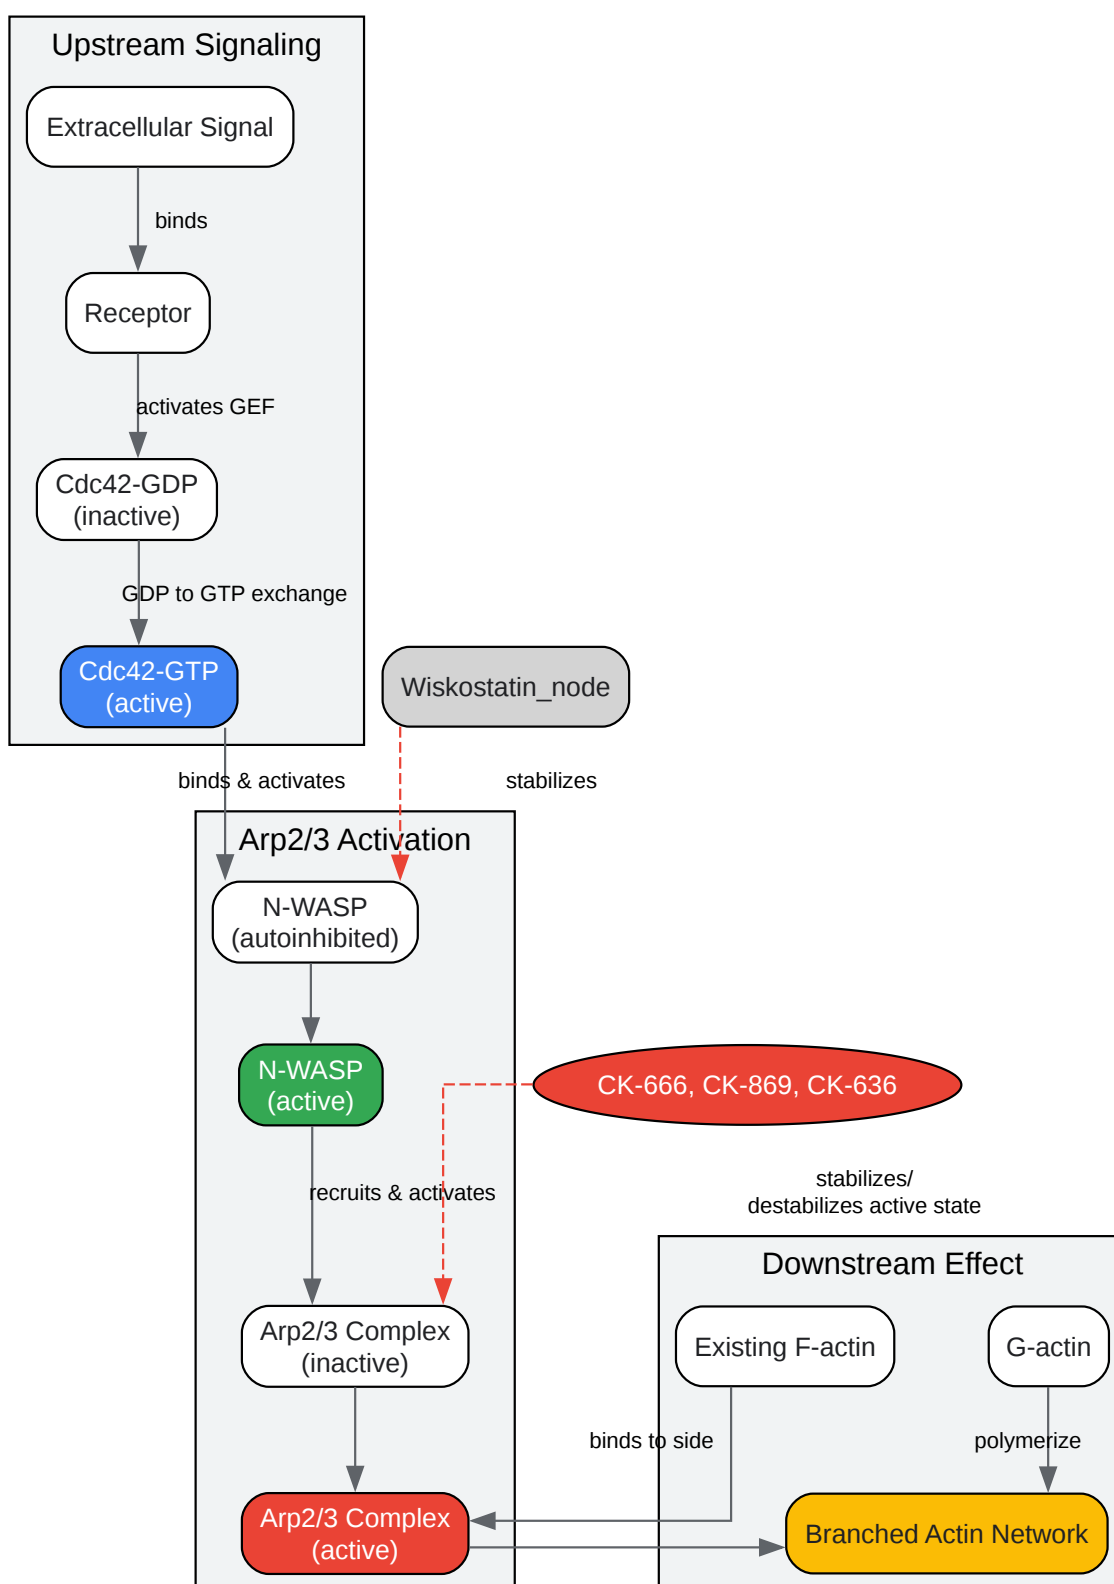 Upstream Signaling
Extracellular Signal
binds
Receptor
activates GEF
Cdc42-GDP
(inactive)
GDP to GTP exchange
Cdc42-GTP
(active)
Wiskostatin_node
binds & activates
stabilizes
Arp2/3 Activation
N-WASP
(autoinhibited)
N-WASP
(active)
CK-666, CK-869, CK-636
recruits & activates
stabilizes/
destabilizes active state
Downstream Effect
Arp2/3 Complex
(inactive)
Existing F-actin
G-actin
binds to side
polymerize
Arp2/3 Complex
(active)
Branched Actin Network